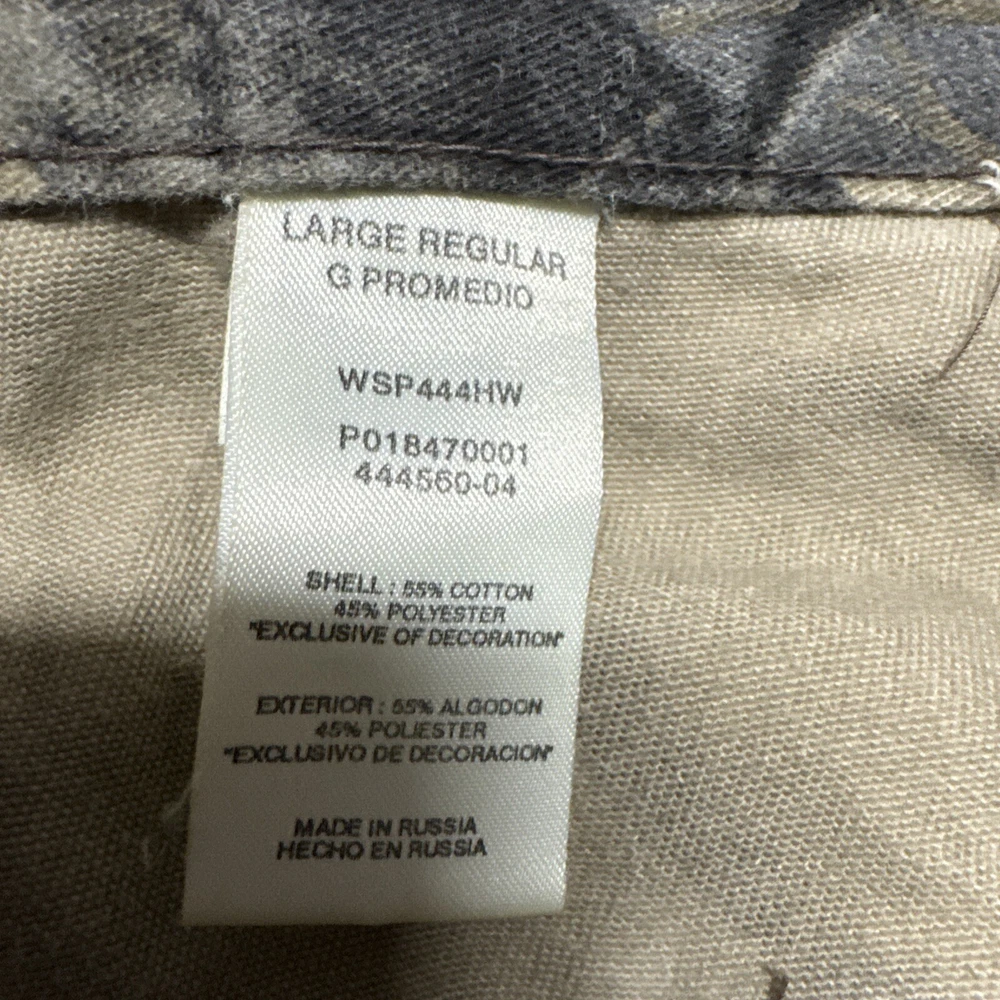 LARGE REGULAR
G PROMEDIO
WSP444HW
P018470001
444560-04
SHELL : 55% COTTON
45% POLYESTER
"EXCLUSIVE OF DECORATION"
EXTERIOR : 55% ALGODON
45% POLIESTER
"EXCLUSIVO DE DECORACION"
MADE IN RUSSIA
HECHO EN RUSSIA